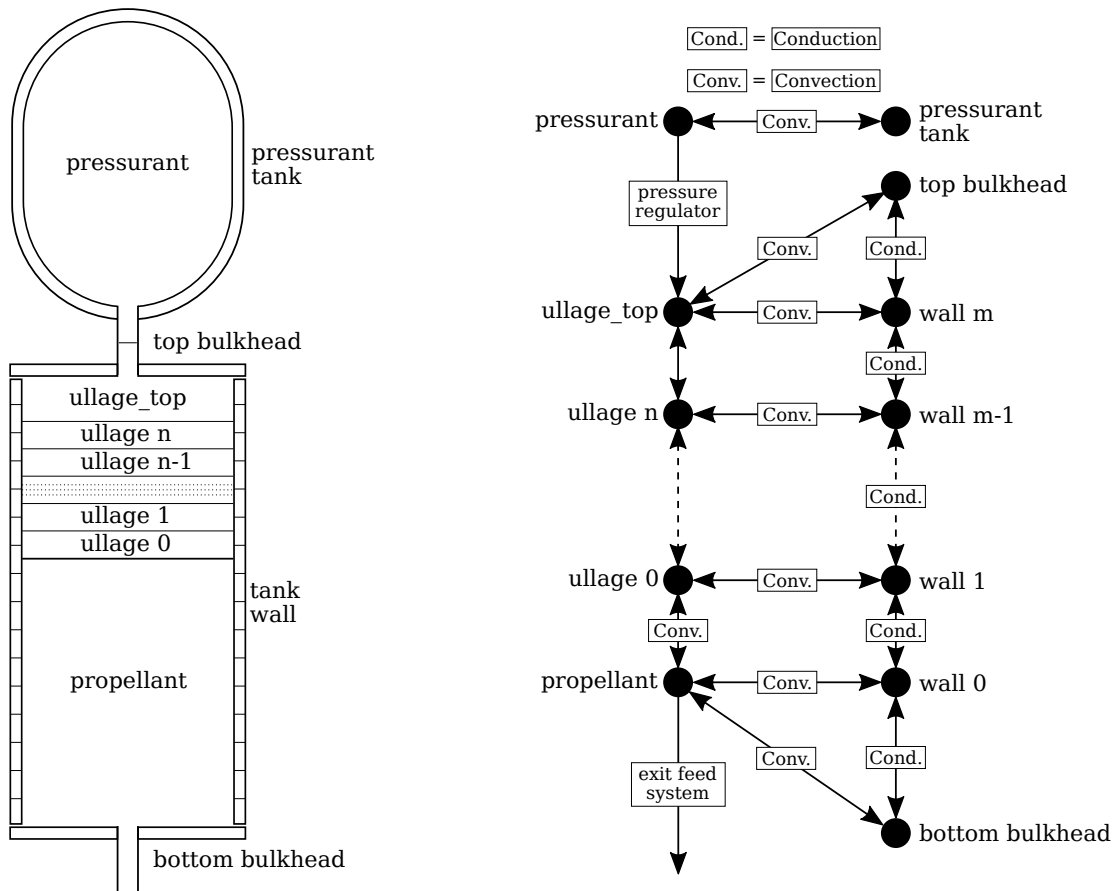 pressurant
pressurant
tank
top bulkhead
ullage_top
ullage n
ullage n-1
ullage 1
ullage 0
tank
wall
propellant
bottom bulkhead
Cond. = Conduction
Conv. = Convection
pressurant
Conv.
pressurant
tank
top bulkhead
pressure
regulator
Conv.
Cond.
ullage_top
Conv.
wall m
Cond.
ullage n
Conv.
wall m-1
Cond.
ullage 0
Conv.
wall 1
Conv.
Cond.
propellant
Conv.
wall 0
Conv.
Cond.
exit feed
system
bottom bulkhead